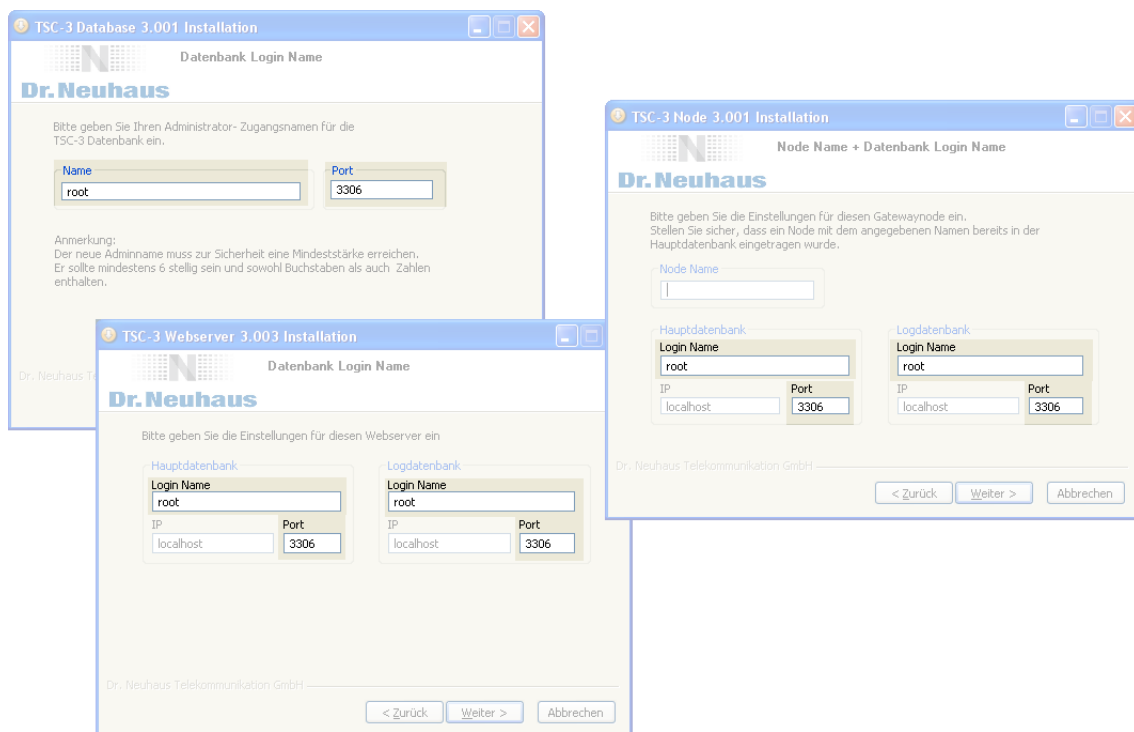 TSC-3 Database 3.001 Installation
N
Datenbank Login Name
Dr.Neuhaus
Bitte geben Sie Ihren Administrator- Zugangsnamen für die
TSC-3 Datenbank ein.
Name
Port
root
3306
Anmerkung:
Der neue Adminname muss zur Sicherheit eine Mindeststärke erreichen.
Er sollte mindestens 6 stellig sein und sowohl Buchstaben als auch Zahlen
enthalten.
Dr. Neuhaus Te
TSC-3 Webserver 3.003 Installation
N
Datenbank Login Name
Dr.Neuhaus
Bitte geben Sie die Einstellungen für diesen Webserver ein
Hauptdatenbank
Logdatenbank
Login Name
Login Name
root
root
IP
Port
IP
Port
localhost
3306
localhost
3306
Dr. Neuhaus Telekommunikation GmbH
< Zurück
Weiter >
Abbrechen
TSC-3 Node 3.001 Installation
N
Node Name + Datenbank Login Name
Dr.Neuhaus
Bitte geben Sie die Einstellungen für diesen Gatewaynode ein.
Stellen Sie sicher, dass ein Node mit dem angegebenen Namen bereits in der
Hauptdatenbank eingetragen wurde.
Node Name
Hauptdatenbank
Logdatenbank
Login Name
Login Name
root
root
IP
Port
IP
Port
localhost
3306
localhost
3306
Dr. Neuhaus Telekommunikation GmbH
< Zurück
Weiter >
Abbrechen